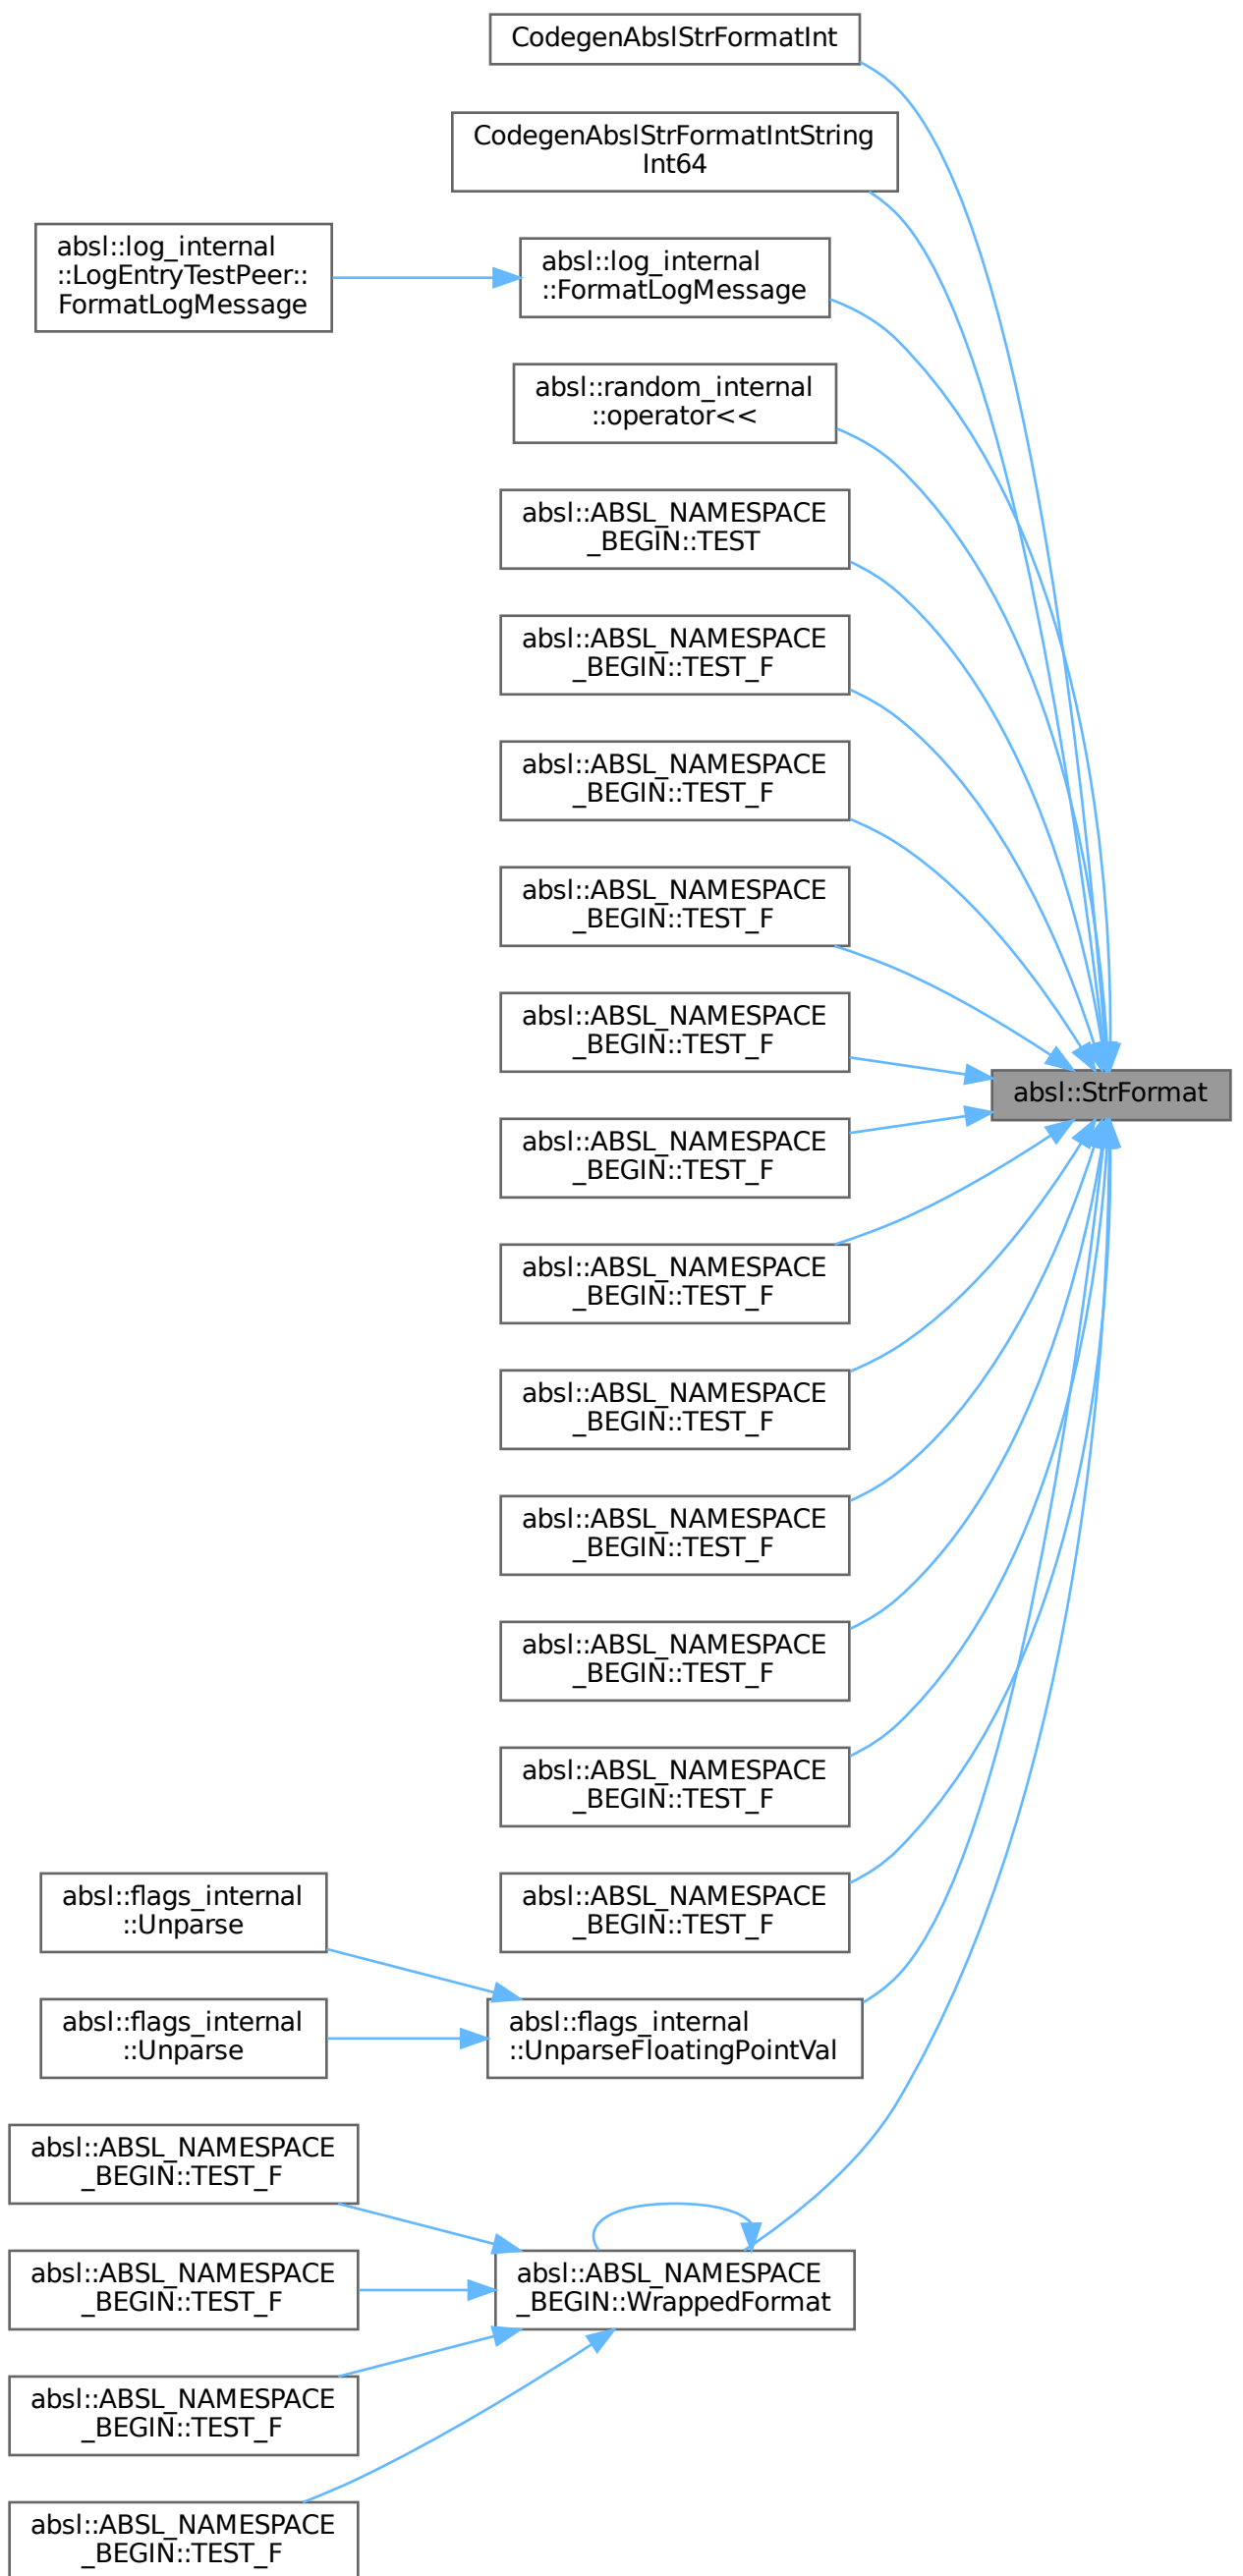 CodegenAbslStrFormatInt
CodegenAbslStrFormatIntString
Int64
absl::log_internal
::LogEntryTestPeer::
FormatLogMessage
absl::log_internal
::FormatLogMessage
absl::random_internal
::operator<<
absl::ABSL_NAMESPACE
_BEGIN::TEST
absl::ABSL_NAMESPACE
_BEGIN::TEST_F
absl::ABSL_NAMESPACE
_BEGIN::TEST_F
absl::ABSL_NAMESPACE
_BEGIN::TEST_F
absl::ABSL_NAMESPACE
_BEGIN::TEST_F
absl::StrFormat
absl::ABSL_NAMESPACE
_BEGIN::TEST_F
absl::ABSL_NAMESPACE
_BEGIN::TEST_F
absl::ABSL_NAMESPACE
_BEGIN::TEST_F
absl::ABSL_NAMESPACE
_BEGIN::TEST_F
absl::ABSL_NAMESPACE
_BEGIN::TEST_F
absl::ABSL_NAMESPACE
_BEGIN::TEST_F
absl::ABSL_NAMESPACE
_BEGIN::TEST_F
absl::flags_internal
::Unparse
absl::flags_internal
::Unparse
absl::flags_internal
::UnparseFloatingPointVal
absl::ABSL_NAMESPACE
_BEGIN::TEST_F
absl::ABSL_NAMESPACE
_BEGIN::TEST_F
absl::ABSL_NAMESPACE
_BEGIN::WrappedFormat
absl::ABSL_NAMESPACE
_BEGIN::TEST_F
absl::ABSL_NAMESPACE
_BEGIN::TEST_F